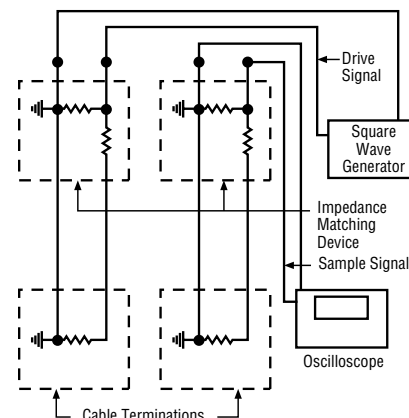 Drive
Signal
Square
Wave
Generator
Impedance
Matching
Device
Sample Signal
Oscilloscope
Cable Terminations